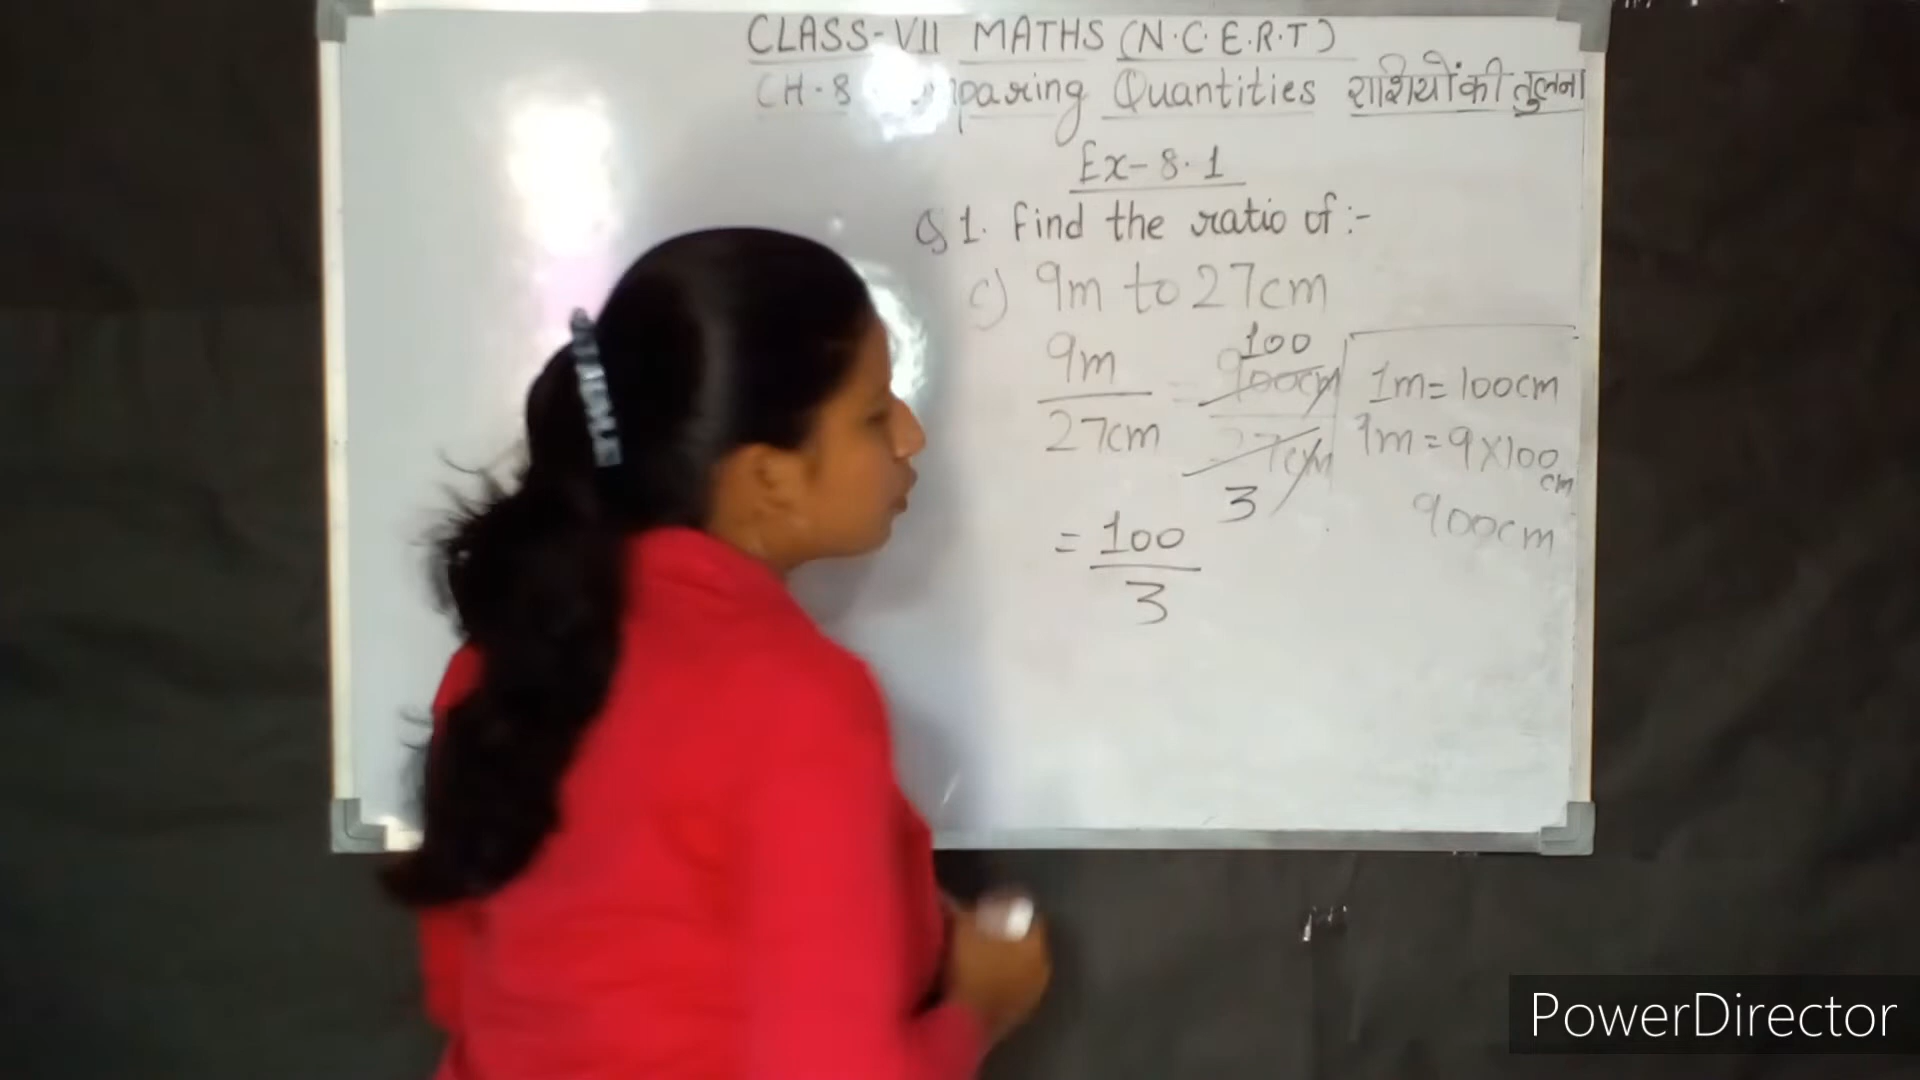 CLASS-VII MATHS (N.C.E.R.T)
CH-8 Quantities राशियों की तुलना
Ex-8.1
Q1. Find the ratio of:-
c) 9m to 27cm
9m/27cm = 900cm/27cm
100
3
= 100/3
1m = 100cm
9m = 9×100 cm
900cm
PowerDirector